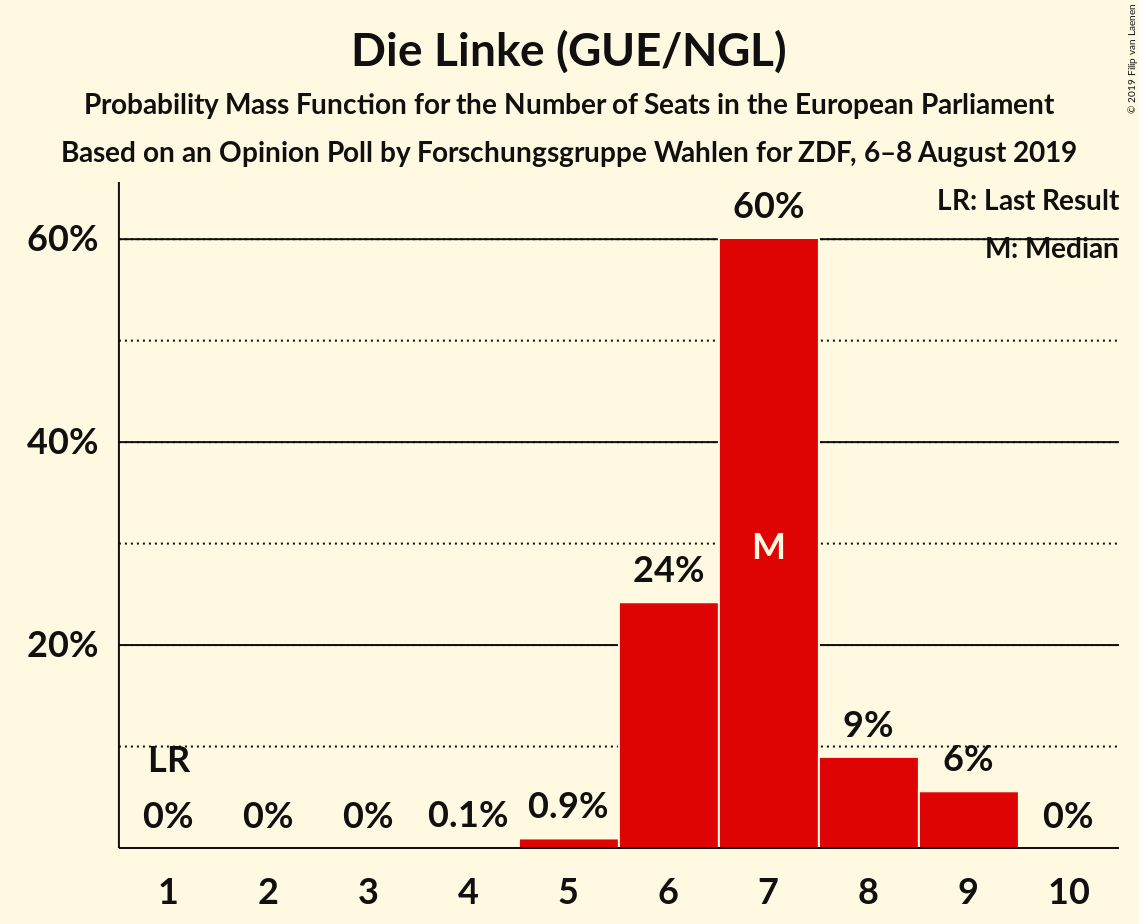 Die Linke (GUE/NGL)
Probability Mass Function for the Number of Seats in the European Parliament
Based on an Opinion Poll by Forschungsgruppe Wahlen for ZDF, 6–8 August 2019
© 2019 Filip van Laenen
LR: Last Result
M: Median
60%
40%
20%
LR
0%
0%
0%
0.1%
0.9%
24%
60%
M
9%
6%
0%
1 2 3 4 5 6 7 8 9 10